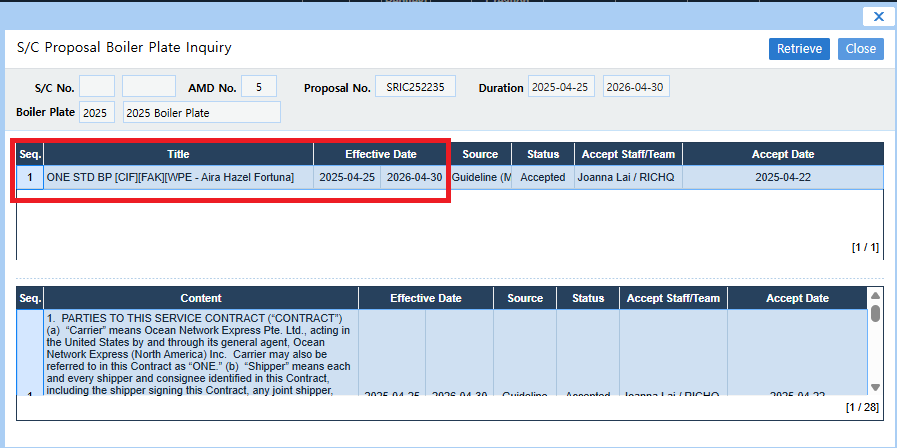 S/C Proposal Boiler Plate Inquiry
Retrieve Close
S/C No. AMD No. 5 Proposal No. SRIC252235 Duration 2025-04-25 2026-04-30
Boiler Plate 2025 2025 Boiler Plate
Seq. Title Effective Date Source Status Accept Staff/Team Accept Date
1 ONE STD BP [CIF][FAK][WPE - Aira Hazel Fortuna] 2025-04-25 2026-04-30 Guideline (M Accepted Joanna Lai / RICHQ 2025-04-22
[1 / 1]
Seq. Content Effective Date Source Status Accept Staff/Team Accept Date
1. PARTIES TO THIS SERVICE CONTRACT (“CONTRACT”)
(a) “Carrier” means Ocean Network Express Pte. Ltd., acting in
the United States by and through its general agent, Ocean
Network Express (North America) Inc. Carrier may also be
referred to in this Contract as “ONE.” (b) “Shipper” means each
and every shipper and consignee identified in this Contract,
including the shipper signing this Contract, any joint shipper,
1 2025-04-25 2026-04-30 Guideline Accepted Joanna Lai / RICHQ 2025-04-22
[1 / 28]